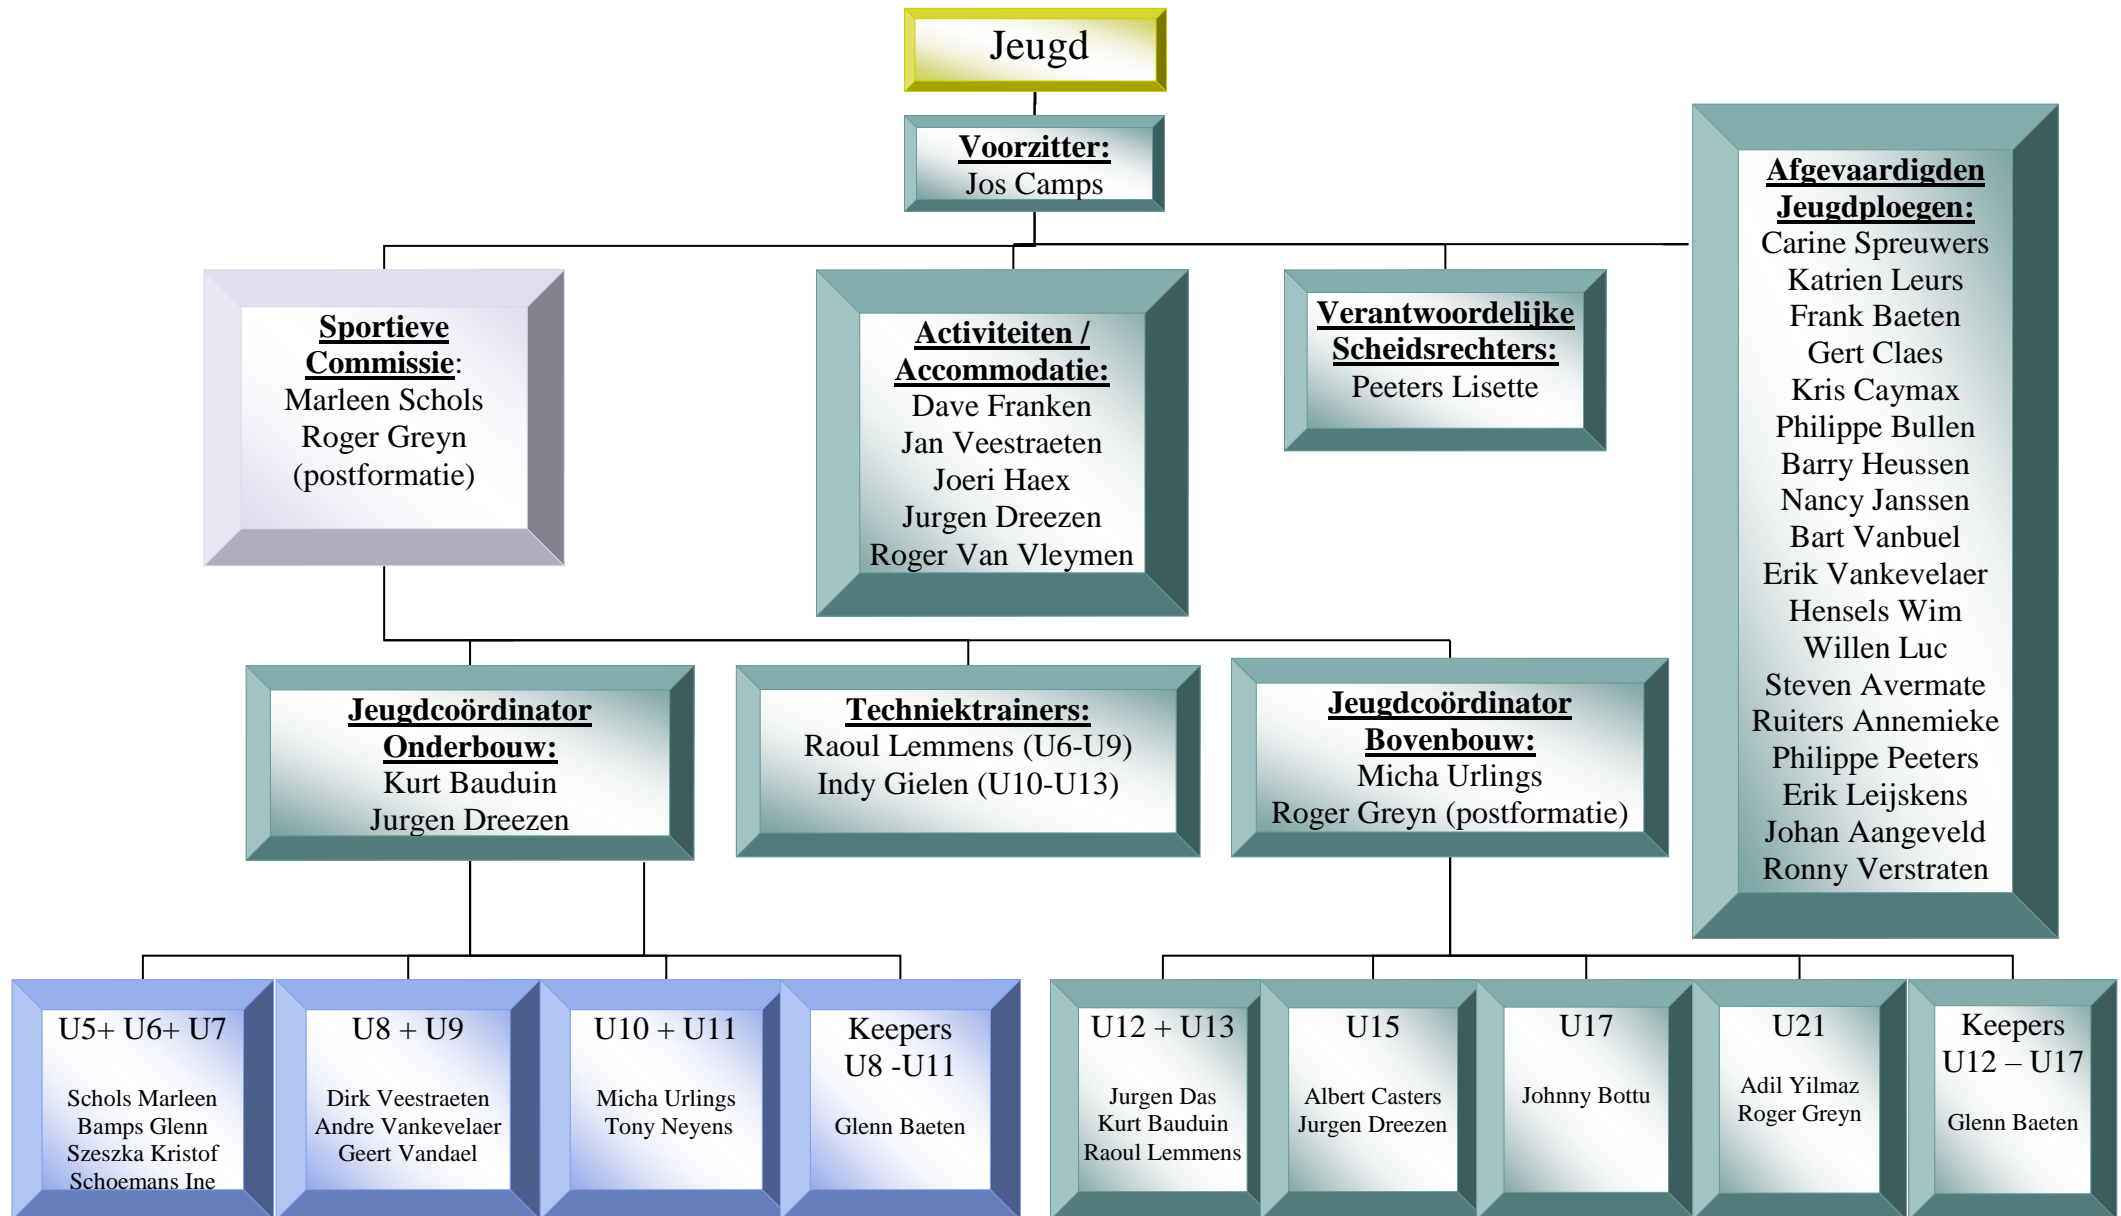 Jeugd
Voorzitter:
Jos Camps
Sportieve
Commissie:
Marleen Schols
Roger Greyn
(postformatie)
Activiteiten /
Accommodatie:
Dave Franken
Jan Veestraeten
Joeri Haex
Jurgen Dreezen
Roger Van Vleymen
Verantwoordelijke
Scheidsrechters:
Peeters Lisette
Afgevaardigden
Jeugdploegen:
Carine Spreuwers
Katrien Leurs
Frank Baeten
Gert Claes
Kris Caymax
Philippe Bullen
Barry Heussen
Nancy Janssen
Bart Vanbuel
Erik Vankevelaer
Hensels Wim
Willen Luc
Steven Avermate
Ruiters Annemieke
Philippe Peeters
Erik Leijskens
Johan Aangeveld
Ronny Verstraten
Jeugdcoördinator
Onderbouw:
Kurt Bauduin
Jurgen Dreezen
Techniektrainers:
Raoul Lemmens (U6-U9)
Indy Gielen (U10-U13)
Jeugdcoördinator
Bovenbouw:
Micha Urlings
Roger Greyn (postformatie)
U5+ U6+ U7
Schols Marleen
Bamps Glenn
Szeszka Kristof
Schoemans Ine
U8 + U9
Dirk Veestraeten
Andre Vankevelaer
Geert Vandael
U10 + U11
Micha Urlings
Tony Neyens
Keepers
U8 -U11
Glenn Baeten
U12 + U13
Jurgen Das
Kurt Bauduin
Raoul Lemmens
U15
Albert Casters
Jurgen Dreezen
U17
Johnny Bottu
U21
Adil Yilmaz
Roger Greyn
Keepers
U12 – U17
Glenn Baeten